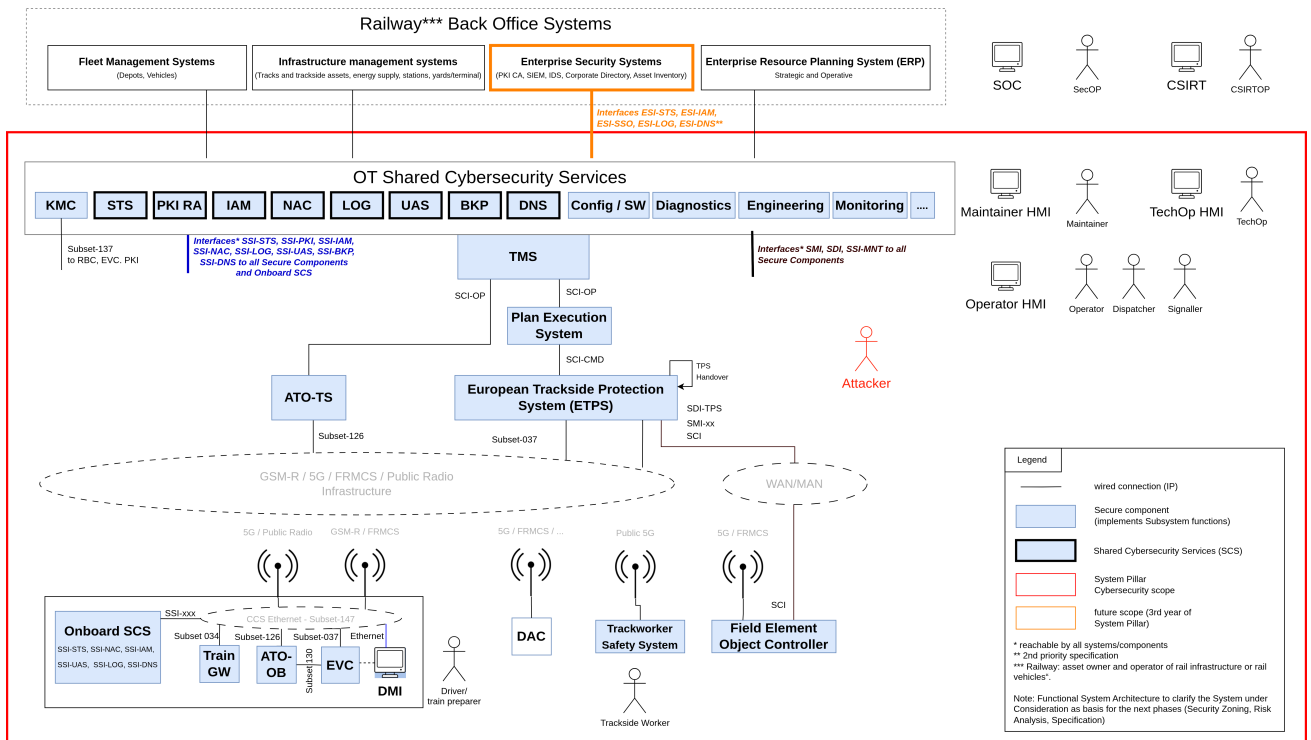 Railway*** Back Office Systems
Fleet Management Systems
(Depots, Vehicles)
Infrastructure management systems
(Tracks and trackside assets, energy supply, stations, yards/terminal)
Enterprise Security Systems
(PKI CA, SIEM, IDS, Corporate Directory, Asset Inventory)
Enterprise Resource Planning System (ERP)
Strategic and Operative
SOC
SecOP
CSIRT
CSIRTOP
Interfaces ESI-STS, ESI-IAM,
ESI-SSO, ESI-LOG, ESI-DNS**
OT Shared Cybersecurity Services
KMC
STS
PKI RA
IAM
NAC
LOG
UAS
BKP
DNS
Config / SW
Diagnostics
Engineering
Monitoring
....
Maintainer HMI
Maintainer
TechOp HMI
TechOp
Subset-137
to RBC, EVC. PKI
Interfaces* SSI-STS, SSI-PKI, SSI-IAM,
SSI-NAC, SSI-LOG, SSI-UAS, SSI-BKP,
SSI-DNS to all Secure Components
and Onboard SCS
TMS
Interfaces* SMI, SDI, SSI-MNT to all
Secure Components
Operator HMI
Operator
Dispatcher
Signaller
SCI-OP
SCI-OP
Plan Execution
System
SCI-CMD
Attacker
TPS
Handover
ATO-TS
European Trackside Protection
System (ETPS)
SDI-TPS
SMI-xx
SCI
Subset-126
Subset-037
GSM-R / 5G / FRMCS / Public Radio
Infrastructure
WAN/MAN
5G / Public Radio
GSM-R / FRMCS
5G / FRMCS / ...
Public 5G
5G / FRMCS
SCI
Onboard SCS
SSI-STS, SSI-NAC, SSI-IAM,
SSI-UAS, SSI-LOG, SSI-DNS
SSI-xxx
CCS Ethernet - Subset-147
Subset 034
Subset-126
Subset-037
Ethernet
Train
GW
ATO-
OB
Subset 130
EVC
DMI
Driver/
train preparer
DAC
Trackworker
Safety System
Trackside Worker
Field Element
Object Controller
Legend
wired connection (IP)
Secure component
(implements Subsystem functions)
Shared Cybersecurity Services (SCS)
System Pillar
Cybersecurity scope
future scope (3rd year of
System Pillar)
* reachable by all systems/components
** 2nd priority specification
*** Railway: asset owner and operator of rail infrastructure or rail
vehicles".
Note: Functional System Architecture to clarify the System under
Consideration as basis for the next phases (Security Zoning, Risk
Analysis, Specification)